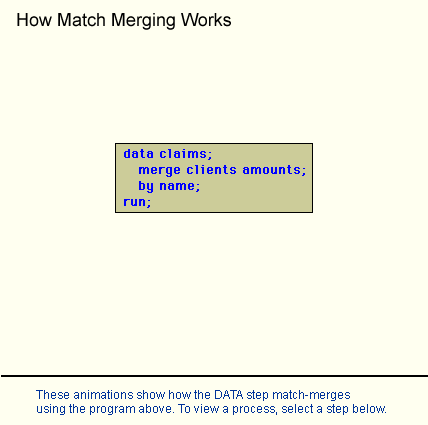 How Match Merging Works
data claims;
merge clients amounts;
by name;
run;
These animations show how the DATA step match-merges
using the program above. To view a process, select a step below.